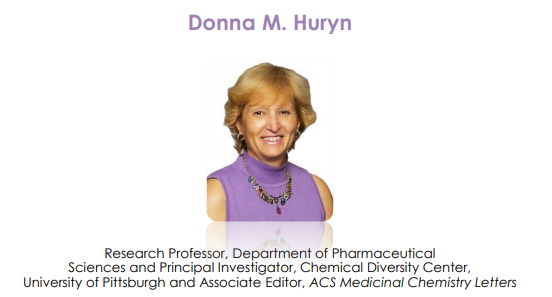 Donna M. Huryn
Research Professor, Department of Pharmaceutical
Sciences and Principal Investigator, Chemical Diversity Center,
University of Pittsburgh and Associate Editor, ACS Medicinal Chemistry Letters